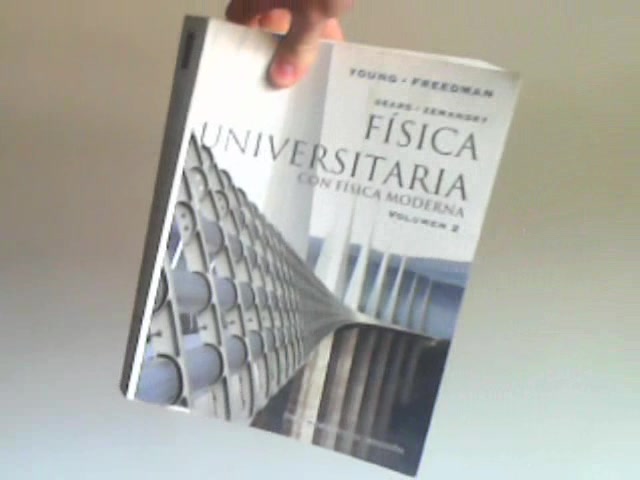 YOUNG • FREEDMAN
SEARS • ZEMANSKY
FÍSICA
UNIVERSITARIA
CON FÍSICA MODERNA
VOLUMEN 2